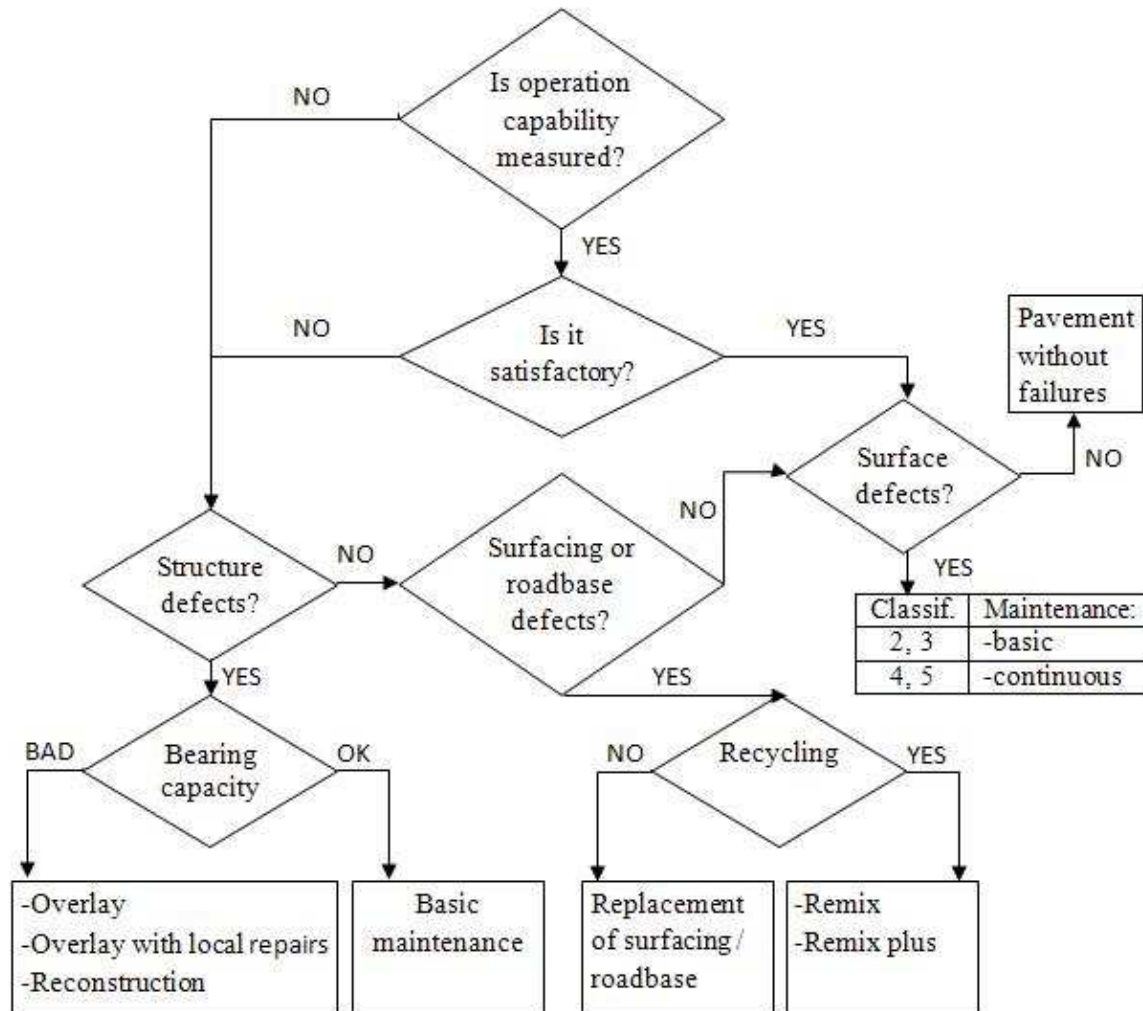 Is operation
capability
measured?
NO
YES
Is it
satisfactory?
NO
YES
Pavement
without
failures
Surface
defects?
NO
YES
Structure
defects?
NO
Surfacing or
roadbase
defects?
NO
YES
Classif. Maintenance:
2, 3 -basic
4, 5 -continuous
YES
Bearing
capacity
BAD
OK
Recycling
NO
YES
-Overlay
-Overlay with local repairs
-Reconstruction
Basic
maintenance
Replacement
of surfacing /
roadbase
-Remix
-Remix plus